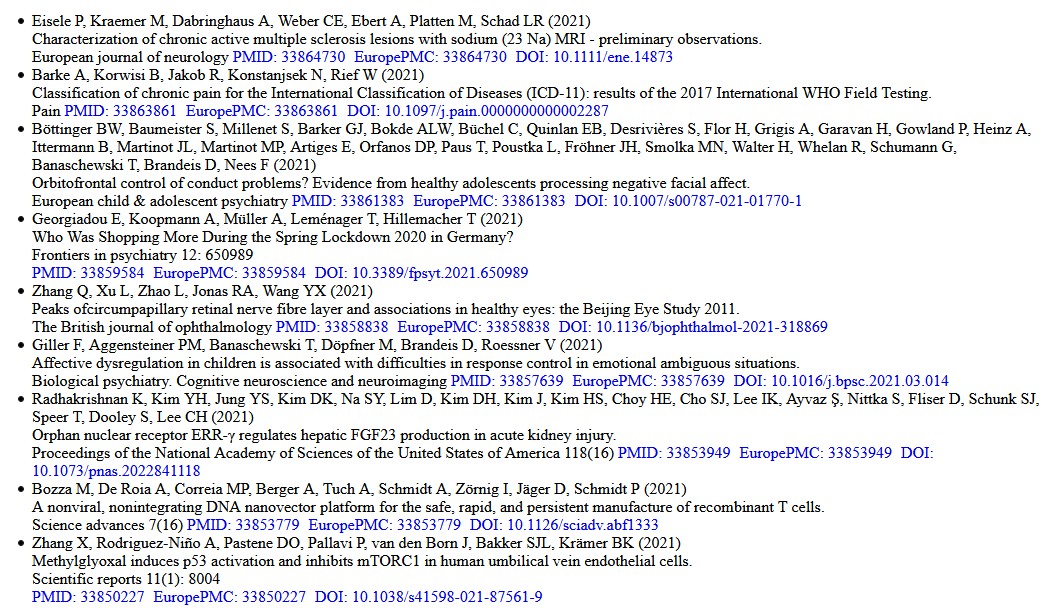 • Eisele P, Kraemer M, Dabringhaus A, Weber CE, Ebert A, Platten M, Schad LR (2021)
Characterization of chronic active multiple sclerosis lesions with sodium (23 Na) MRI - preliminary observations.
European journal of neurology PMID: 33864730 EuropePMC: 33864730 DOI: 10.1111/ene.14873
• Barke A, Korwisi B, Jakob R, Konstanjsek N, Rief W (2021)
Classification of chronic pain for the International Classification of Diseases (ICD-11): results of the 2017 International WHO Field Testing.
Pain PMID: 33863861 EuropePMC: 33863861 DOI: 10.1097/j.pain.0000000000002287
• Böttinger BW, Baumeister S, Millenet S, Barker GJ, Bokde ALW, Büchel C, Quinlan EB, Desrivières S, Flor H, Grigis A, Garavan H, Gowland P, Heinz A,
Ittermann B, Martinot JL, Martinot MP, Artiges E, Orfanos DP, Paus T, Poustka L, Fröhner JH, Smolka MN, Walter H, Whelan R, Schumann G,
Banaschewski T, Brandeis D, Nees F (2021)
Orbitofrontal control of conduct problems? Evidence from healthy adolescents processing negative facial affect.
European child & adolescent psychiatry PMID: 33861383 EuropePMC: 33861383 DOI: 10.1007/s00787-021-01770-1
• Georgiadou E, Koopmann A, Müller A, Leménager T, Hillemacher T (2021)
Who Was Shopping More During the Spring Lockdown 2020 in Germany?
Frontiers in psychiatry 12: 650989
PMID: 33859584 EuropePMC: 33859584 DOI: 10.3389/fpsyt.2021.650989
• Zhang Q, Xu L, Zhao L, Jonas RA, Wang YX (2021)
Peaks ofcircumpapillary retinal nerve fibre layer and associations in healthy eyes: the Beijing Eye Study 2011.
The British journal of ophthalmology PMID: 33858838 EuropePMC: 33858838 DOI: 10.1136/bjophthalmol-2021-318869
• Giller F, Aggensteiner PM, Banaschewski T, Döpfner M, Brandeis D, Roessner V (2021)
Affective dysregulation in children is associated with difficulties in response control in emotional ambiguous situations.
Biological psychiatry. Cognitive neuroscience and neuroimaging PMID: 33857639 EuropePMC: 33857639 DOI: 10.1016/j.bpsc.2021.03.014
• Radhakrishnan K, Kim YH, Jung YS, Kim DK, Na SY, Lim D, Kim DH, Kim J, Kim HS, Choy HE, Cho SJ, Lee IK, Ayvaz Ş, Nittka S, Fliser D, Schunk SJ,
Speer T, Dooley S, Lee CH (2021)
Orphan nuclear receptor ERR-γ regulates hepatic FGF23 production in acute kidney injury.
Proceedings of the National Academy of Sciences of the United States of America 118(16) PMID: 33853949 EuropePMC: 33853949 DOI:
10.1073/pnas.2022841118
• Bozza M, De Roia A, Correia MP, Berger A, Tuch A, Schmidt A, Zörnig I, Jäger D, Schmidt P (2021)
A nonviral, nonintegrating DNA nanovector platform for the safe, rapid, and persistent manufacture of recombinant T cells.
Science advances 7(16) PMID: 33853779 EuropePMC: 33853779 DOI: 10.1126/sciadv.abf1333
• Zhang X, Rodriguez-Niño A, Pastene DO, Pallavi P, van den Born J, Bakker SJL, Krämer BK (2021)
Methylglyoxal induces p53 activation and inhibits mTORC1 in human umbilical vein endothelial cells.
Scientific reports 11(1): 8004
PMID: 33850227 EuropePMC: 33850227 DOI: 10.1038/s41598-021-87561-9